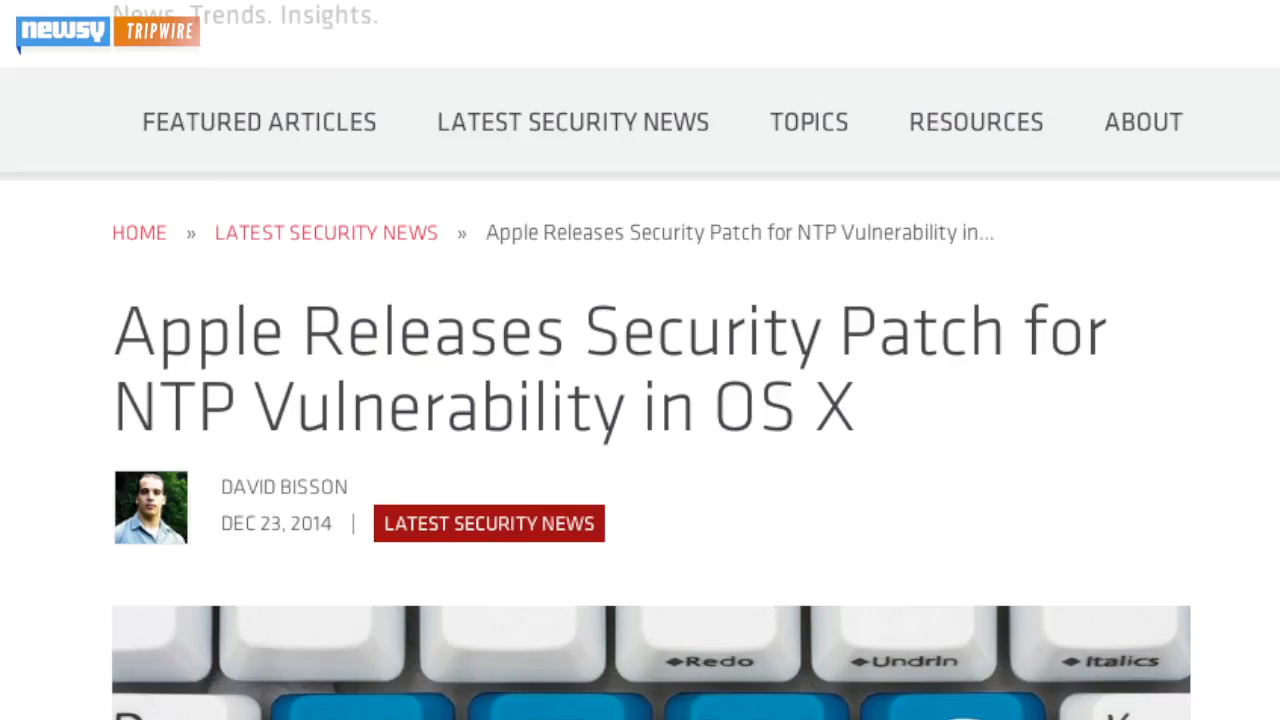 News. Trends. Insights.
newsy TRIPWIRE
FEATURED ARTICLES LATEST SECURITY NEWS TOPICS RESOURCES ABOUT
HOME » LATEST SECURITY NEWS » Apple Releases Security Patch for NTP Vulnerability in...
Apple Releases Security Patch for
NTP Vulnerability in OS X
DAVID BISSON
DEC 23, 2014 | LATEST SECURITY NEWS
◆Redo ◆Undrln ◆Italics